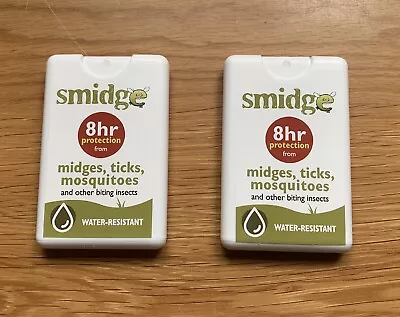 smidge
8hr
protection
from
midges, ticks,
mosquitoes
and other biting insects
WATER-RESISTANT
smidge
8hr
protection
from
midges, ticks,
mosquitoes
and other biting insects
WATER-RESISTANT